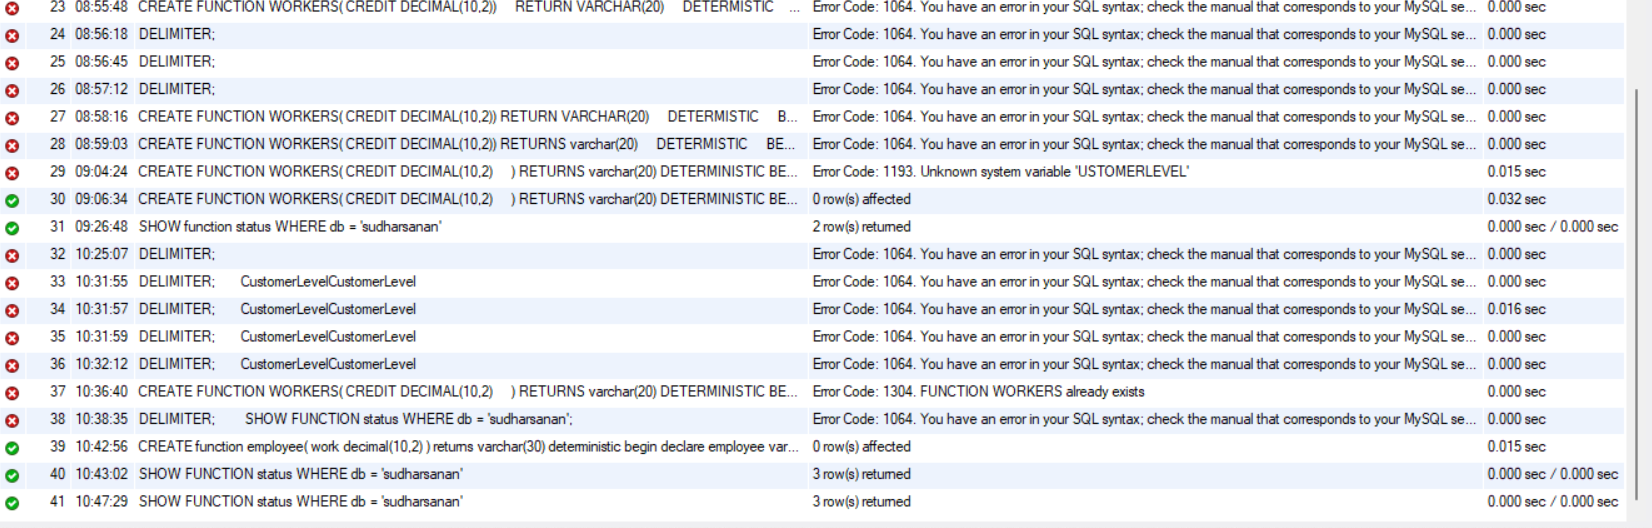 23 08:55:48 CREATE FUNCTION WORKERS( CREDIT DECIMAL(10,2)) RETURN VARCHAR(20) DETERMISTIC ... Error Code: 1064. You have an error in your SQL syntax; check the manual that corresponds to your MySQL se... 0.000 sec
24 08:56:18 DELIMITER; Error Code: 1064. You have an error in your SQL syntax; check the manual that corresponds to your MySQL se... 0.000 sec
25 08:56:45 DELIMITER; Error Code: 1064. You have an error in your SQL syntax; check the manual that corresponds to your MySQL se... 0.000 sec
26 08:57:12 DELIMITER; Error Code: 1064. You have an error in your SQL syntax; check the manual that corresponds to your MySQL se... 0.000 sec
27 08:58:16 CREATE FUNCTION WORKERS( CREDIT DECIMAL(10,2)) RETURN VARCHAR(20) DETERMISTIC B... Error Code: 1064. You have an error in your SQL syntax; check the manual that corresponds to your MySQL se... 0.000 sec
28 08:59:03 CREATE FUNCTION WORKERS( CREDIT DECIMAL(10,2)) RETURNS varchar(20) DETERMISTIC BE... Error Code: 1064. You have an error in your SQL syntax; check the manual that corresponds to your MySQL se... 0.000 sec
29 09:04:24 CREATE FUNCTION WORKERS( CREDIT DECIMAL(10,2) ) RETURNS varchar(20) DETERMINISTIC BE... Error Code: 1193. Unknown system variable 'USTOMERLEVEL' 0.015 sec
30 09:06:34 CREATE FUNCTION WORKERS( CREDIT DECIMAL(10,2) ) RETURNS varchar(20) DETERMINISTIC BE... 0 row(s) affected 0.032 sec
31 09:26:48 SHOW function status WHERE db = 'sudharsanan' 2 row(s) returned 0.000 sec / 0.000 sec
32 10:25:07 DELIMITER; Error Code: 1064. You have an error in your SQL syntax; check the manual that corresponds to your MySQL se... 0.000 sec
33 10:31:55 DELIMITER; CustomerLevelCustomerLevel Error Code: 1064. You have an error in your SQL syntax; check the manual that corresponds to your MySQL se... 0.000 sec
34 10:31:57 DELIMITER; CustomerLevelCustomerLevel Error Code: 1064. You have an error in your SQL syntax; check the manual that corresponds to your MySQL se... 0.016 sec
35 10:31:59 DELIMITER; CustomerLevelCustomerLevel Error Code: 1064. You have an error in your SQL syntax; check the manual that corresponds to your MySQL se... 0.000 sec
36 10:32:12 DELIMITER; CustomerLevelCustomerLevel Error Code: 1064. You have an error in your SQL syntax; check the manual that corresponds to your MySQL se... 0.000 sec
37 10:36:40 CREATE FUNCTION WORKERS( CREDIT DECIMAL(10,2) ) RETURNS varchar(20) DETERMINISTIC BE... Error Code: 1304. FUNCTION WORKERS already exists 0.000 sec
38 10:38:35 DELIMITER; SHOW FUNCTION status WHERE db = 'sudharsanan'; Error Code: 1064. You have an error in your SQL syntax; check the manual that corresponds to your MySQL se... 0.000 sec
39 10:42:56 CREATE function employee( work decimal(10,2) ) returns varchar(30) deterministic begin declare employee var... 0 row(s) affected 0.015 sec
40 10:43:02 SHOW FUNCTION status WHERE db = 'sudharsanan' 3 row(s) returned 0.000 sec / 0.000 sec
41 10:47:29 SHOW FUNCTION status WHERE db = 'sudharsanan' 3 row(s) returned 0.000 sec / 0.000 sec